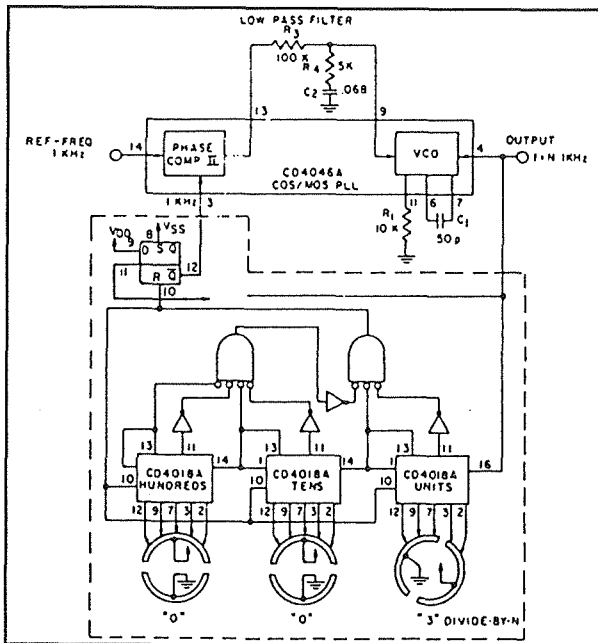 LOW PASS FILTER
R3
100 K
R4 5K
C2 .068
13 9
REF-FREQ
1 KHz
14
PHASE
COMP II
VCO
4
OUTPUT
f=N 1KHz
CD4046A
COS/MOS PLL
1 KHz 3
11 6 7
R1
10 K
C1
50 p
VDD 9
8 VSS
D S Q
R Q
11
12
10
13 11
13 11
13 11
14 1
14 1
16
10
10
10
CD4018A
HUNDREDS
CD4018A
TENS
CD4018A
UNITS
12 9 7 3 2
12 9 7 3 2
12 9 7 3 2
"0"
"0"
"3" DIVIDE-BY-N